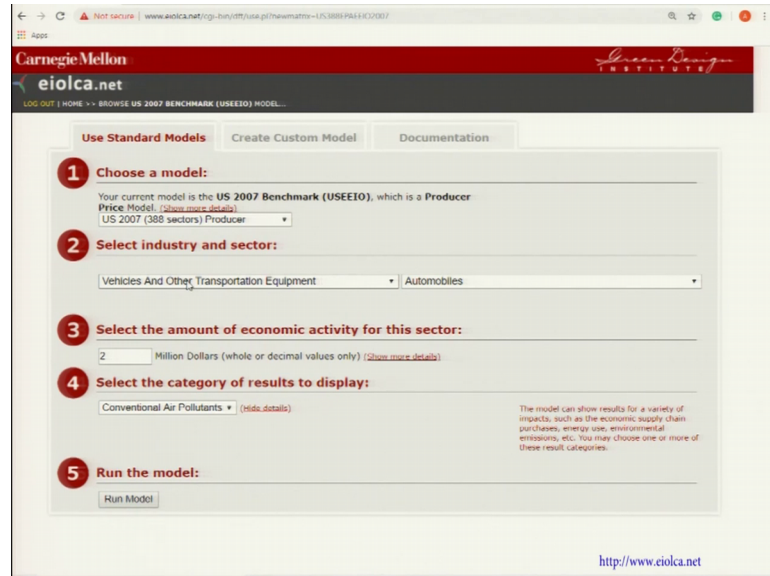 Not secure | www.eiolca.net/cgi-bin/dft/use.pl?newmatrix=US388EPAEEIO2007
Apps
Carnegie Mellon
Green Design
INSTITUTE
eiolca.net
LOG OUT | HOME >> BROWSE US 2007 BENCHMARK (USEEIO) MODEL...
Use Standard Models Create Custom Model Documentation
1 Choose a model:
Your current model is the US 2007 Benchmark (USEEIO), which is a Producer
Price Model. (Show more details)
US 2007 (388 sectors) Producer
2 Select industry and sector:
Vehicles And Other Transportation Equipment Automobiles
3 Select the amount of economic activity for this sector:
2 Million Dollars (whole or decimal values only) (Show more details)
4 Select the category of results to display:
Conventional Air Pollutants (Hide details)
The model can show results for a variety of
impacts, such as the economic supply chain
purchases, energy use, environmental
emissions, etc. You may choose one or more of
these result categories.
5 Run the model:
Run Model
http://www.eiolca.net